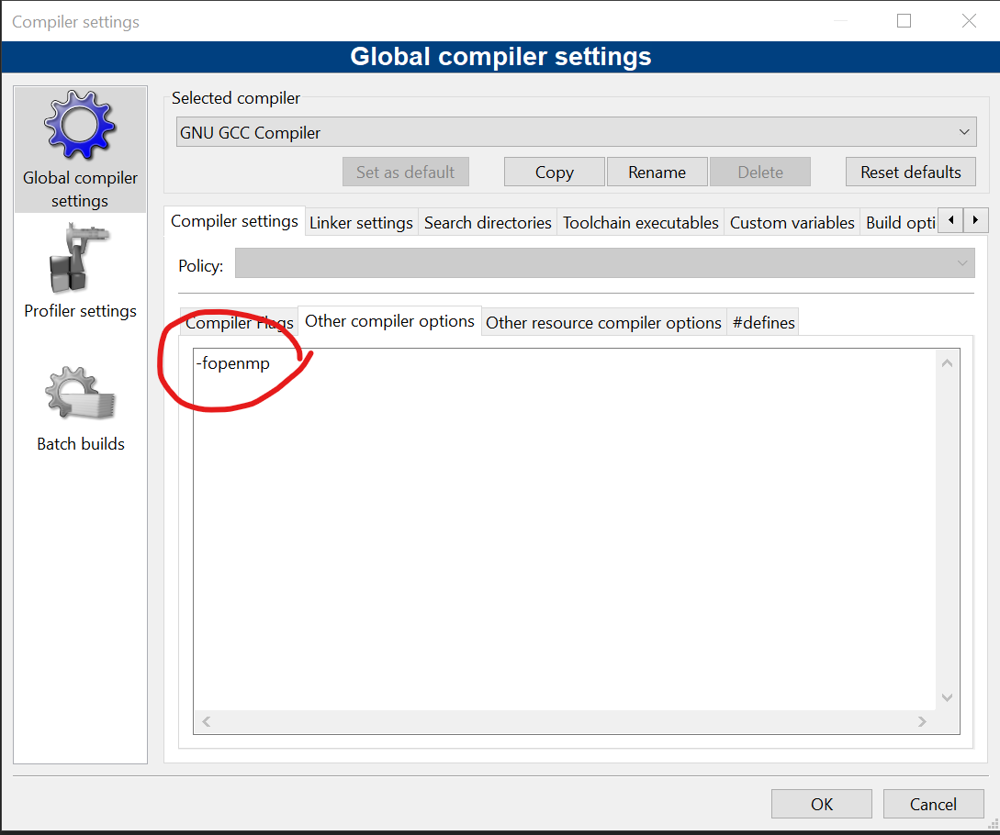 Compiler settings
Global compiler settings
Global compiler
settings
Profiler settings
Batch builds
Selected compiler
GNU GCC Compiler
Set as default Copy Rename Delete Reset defaults
Compiler settings Linker settings Search directories Toolchain executables Custom variables Build opti
Policy:
Compiler Flags Other compiler options Other resource compiler options #defines
-fopenmp
OK Cancel